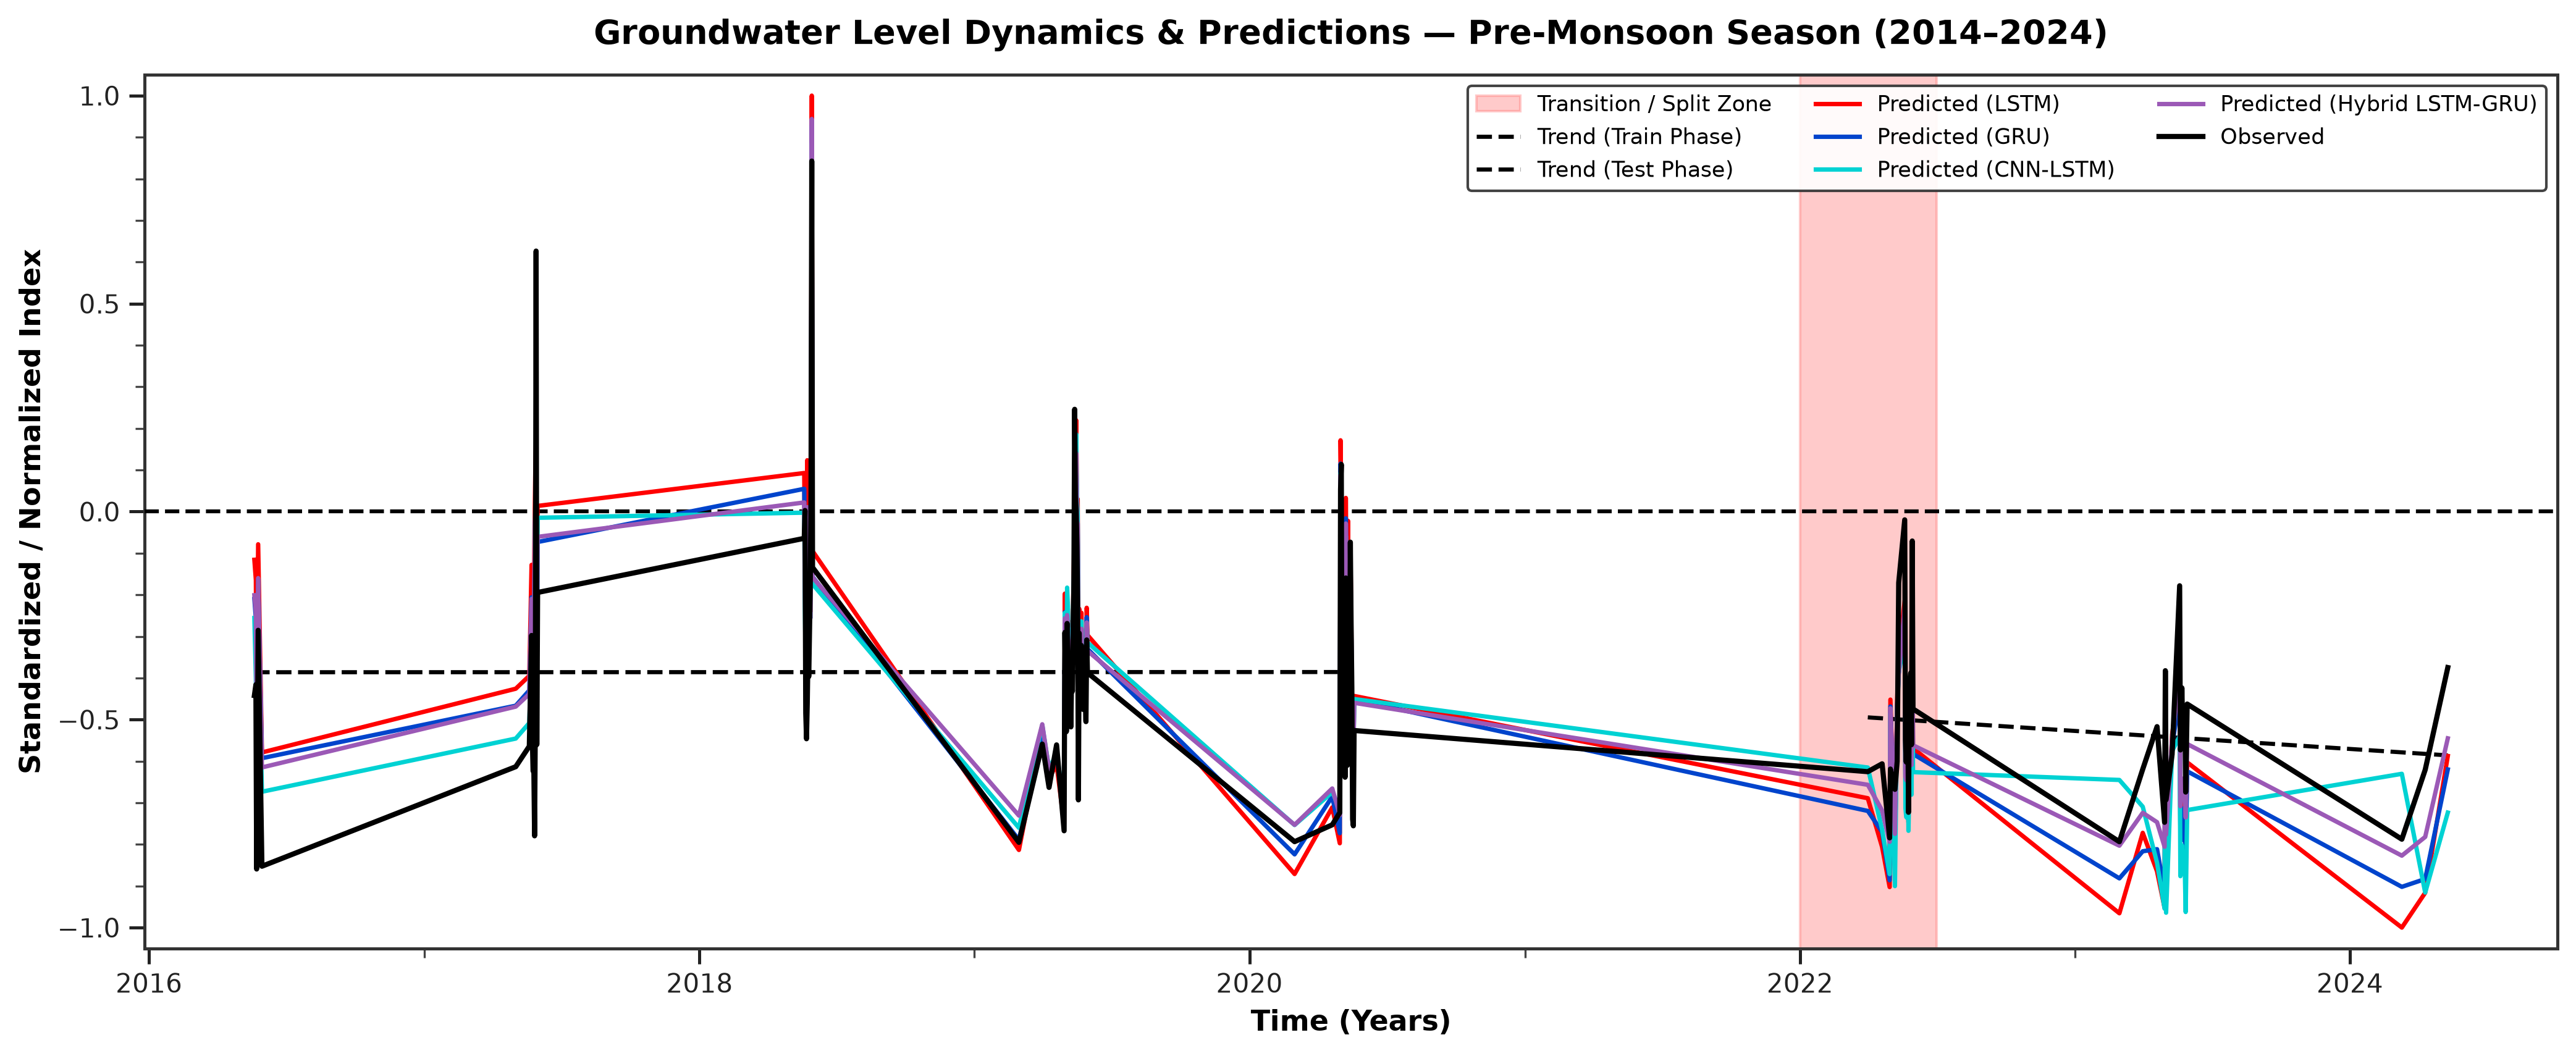 Groundwater Level Dynamics & Predictions — Pre-Monsoon Season (2014–2024)
Transition / Split Zone
Trend (Train Phase)
Trend (Test Phase)
Predicted (LSTM)
Predicted (GRU)
Predicted (CNN-LSTM)
Predicted (Hybrid LSTM-GRU)
Observed
Standardized / Normalized Index
1.0
0.5
0.0
−0.5
−1.0
2016
2018
2020
2022
2024
Time (Years)